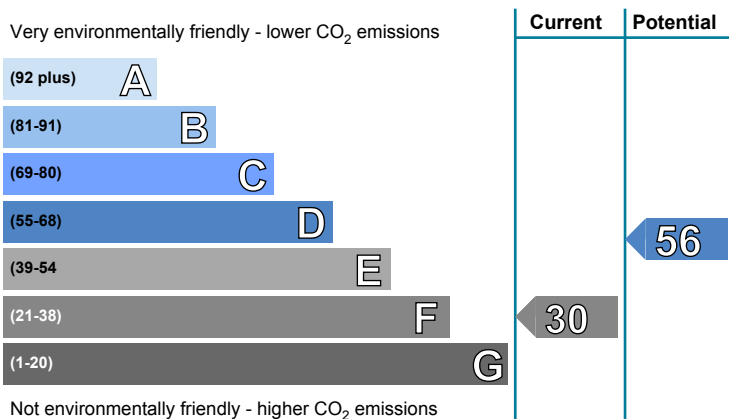 Very environmentally friendly - lower CO₂ emissions
Current
Potential
(92 plus) A
(81-91) B
(69-80) C
(55-68) D
56
(39-54 E
(21-38) F
30
(1-20) G
Not environmentally friendly - higher CO₂ emissions